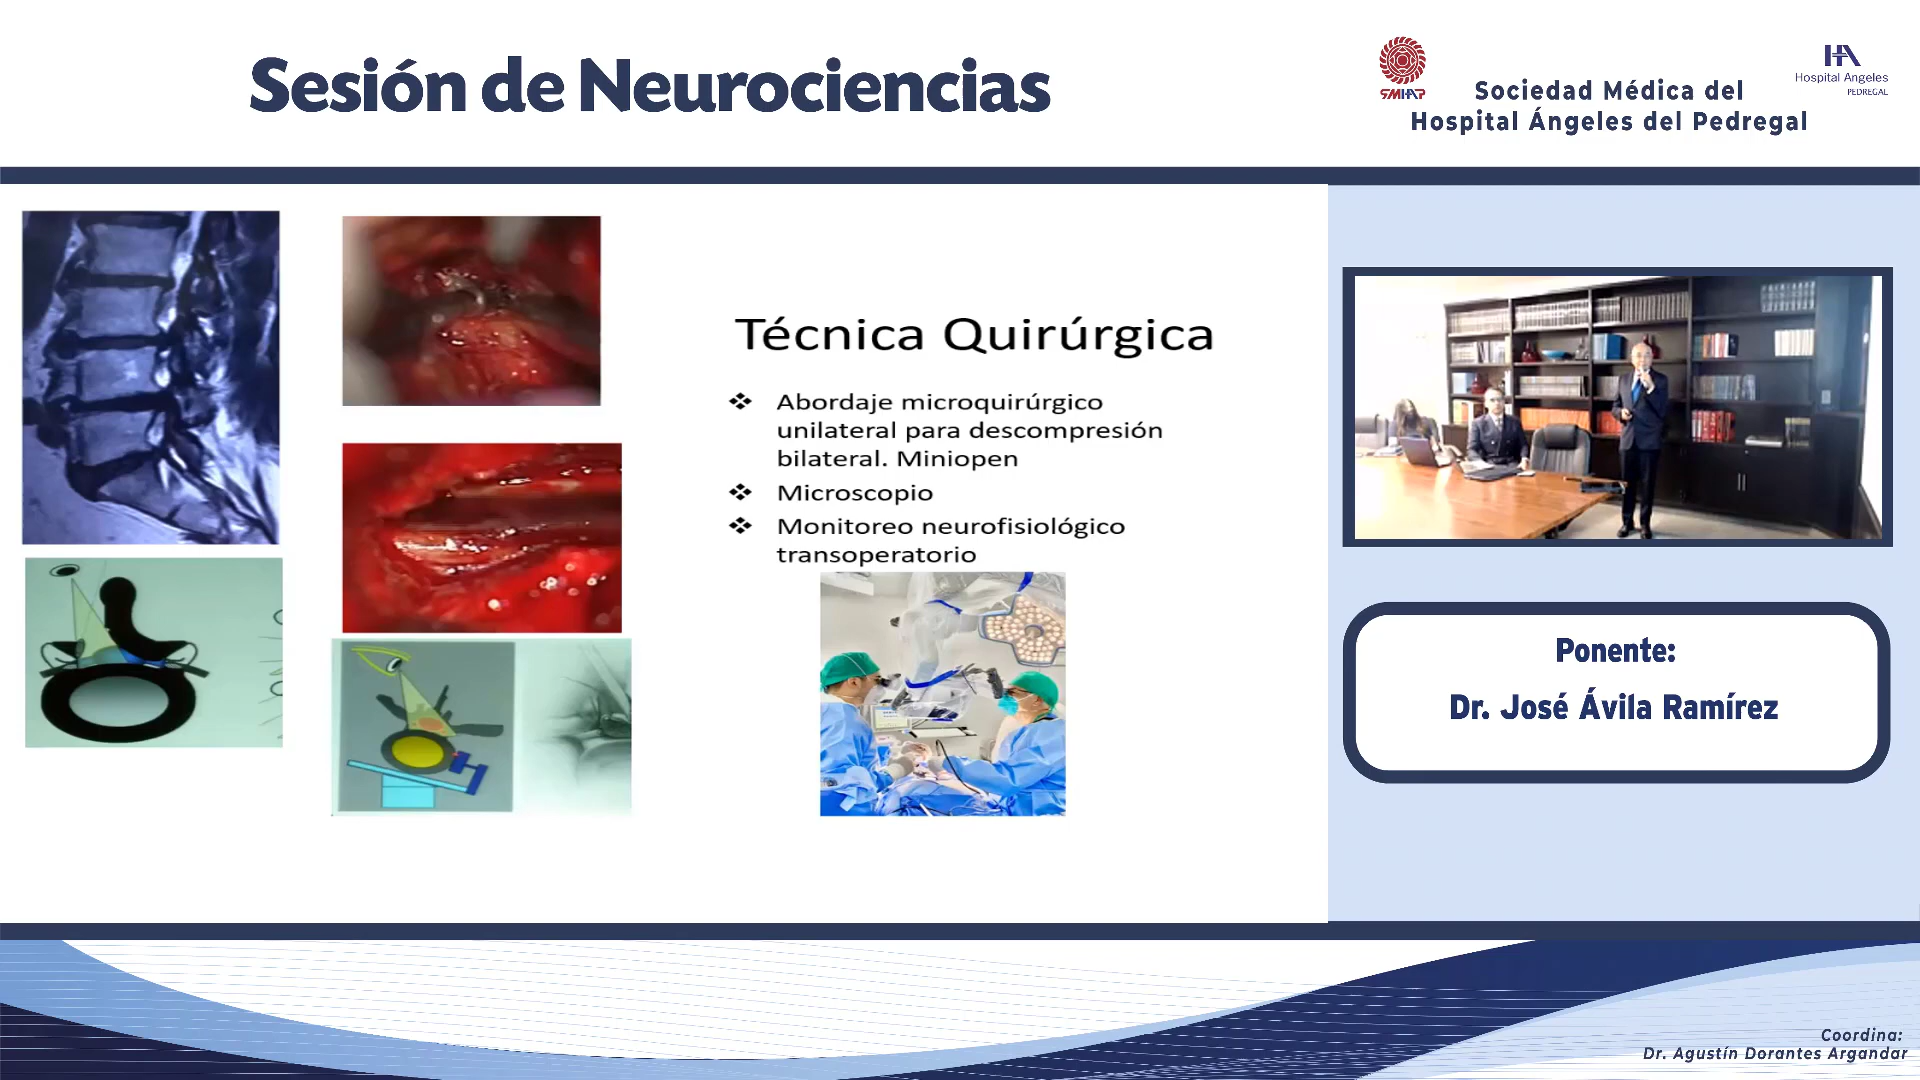 Sesión de Neurociencias
SMHAP
Sociedad Médica del
Hospital Ángeles del Pedregal
HA
Hospital Angeles
PEDREGAL
Técnica Quirúrgica
❖ Abordaje microquirúrgico
unilateral para descompresión
bilateral. Miniopen
❖ Microscopio
❖ Monitoreo neurofisiológico
transoperatorio
Ponente:
Dr. José Ávila Ramírez
Coordina:
Dr. Agustín Dorantes Argandar